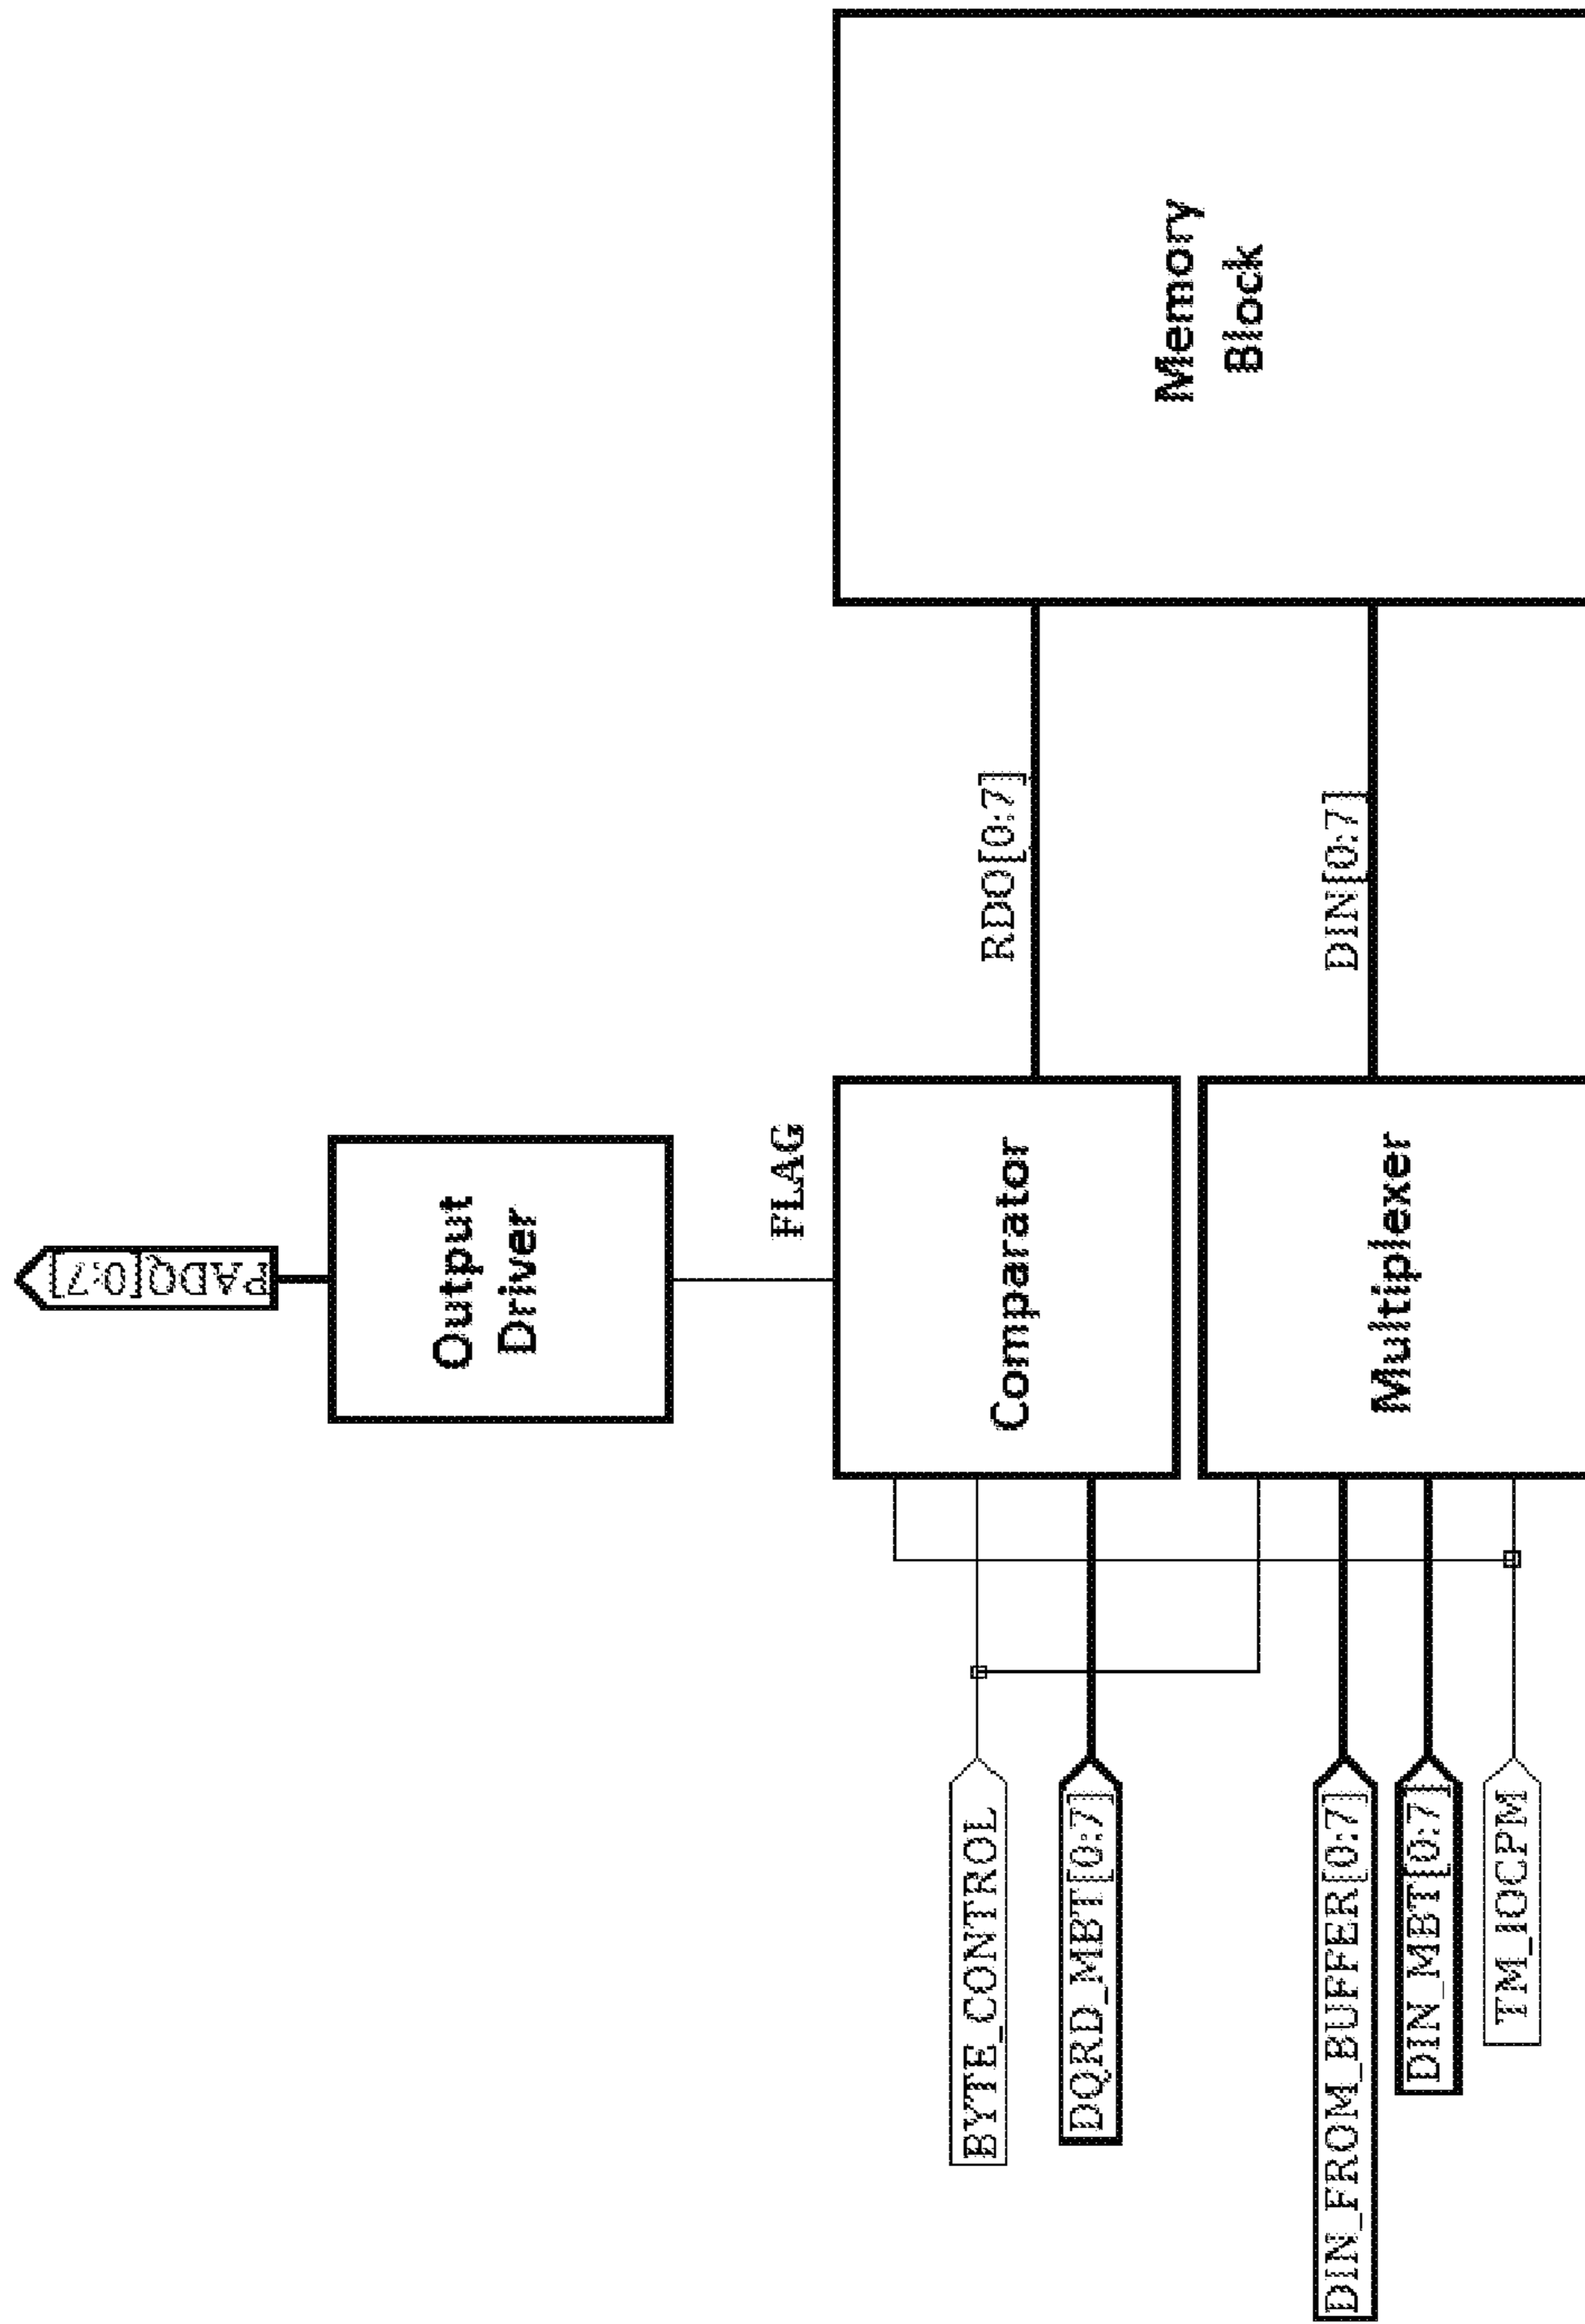 PADQ[0:7]
Output
Driver
FLAG
Comparator
Multiplexer
RDO[0:7]
DIN[0:7]
Memory
Block
BYTE_CONTROL
DQRD_MBT[0:7]
DIN_FROM_BUFFER[0:7]
DIN_MBT[0:7]
TM_IOCPM